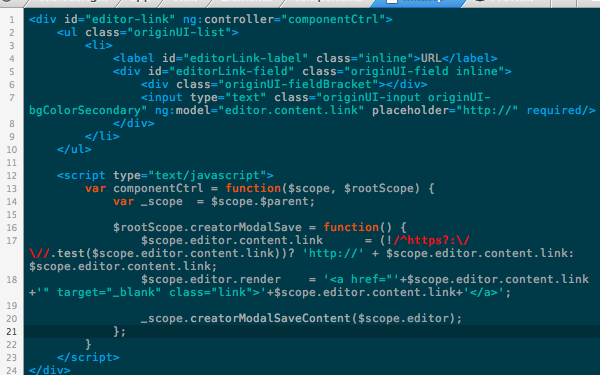 1 <div id="editor-link" ng:controller="componentCtrl">
2 <ul class="originUI-list">
3 <li>
4 <label id="editorLink-label" class="inline">URL</label>
5 <div id="editorLink-field" class="originUI-field inline">
6 <div class="originUI-fieldBracket"></div>
7 <input type="text" class="originUI-input originUI-
bgColorSecondary" ng:model="editor.content.link" placeholder="http://" required/>
8 </div>
9 </li>
10 </ul>
11
12 <script type="text/javascript">
13 var componentCtrl = function($scope, $rootScope) {
14 var _scope = $scope.$parent;
15
16 $rootScope.creatorModalSave = function() {
17 $scope.editor.content.link = (!/^https?:\/
\//.test($scope.editor.content.link))? 'http://' + $scope.editor.content.link:
$scope.editor.content.link;
18 $scope.editor.render = '<a href="'+$scope.editor.content.link
+'" target="_blank" class="link">'+$scope.editor.content.link+'</a>';
19
20 _scope.creatorModalSaveContent($scope.editor);
21 };
22 }
23 </script>
24 </div>